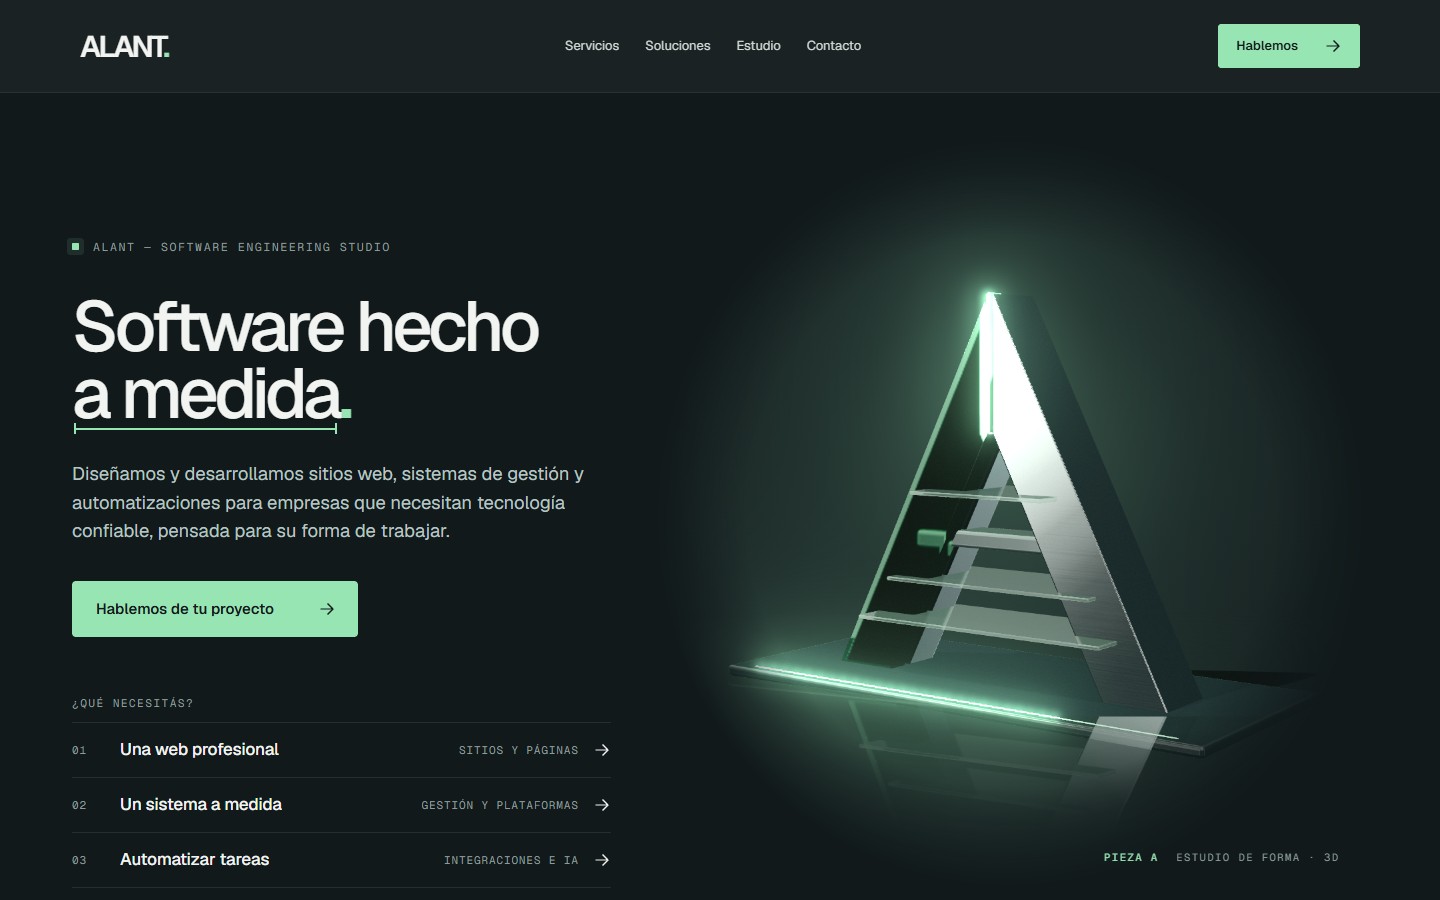 ALANT.
Servicios
Soluciones
Estudio
Contacto
Hablemos
ALANT — SOFTWARE ENGINEERING STUDIO
Software hecho
a medida.
Diseñamos y desarrollamos sitios web, sistemas de gestión y
automatizaciones para empresas que necesitan tecnología
confiable, pensada para su forma de trabajar.
Hablemos de tu proyecto
¿QUÉ NECESITÁS?
01 Una web profesional SITIOS Y PÁGINAS
02 Un sistema a medida GESTIÓN Y PLATAFORMAS
03 Automatizar tareas INTEGRACIONES E IA
PIEZA A ESTUDIO DE FORMA · 3D